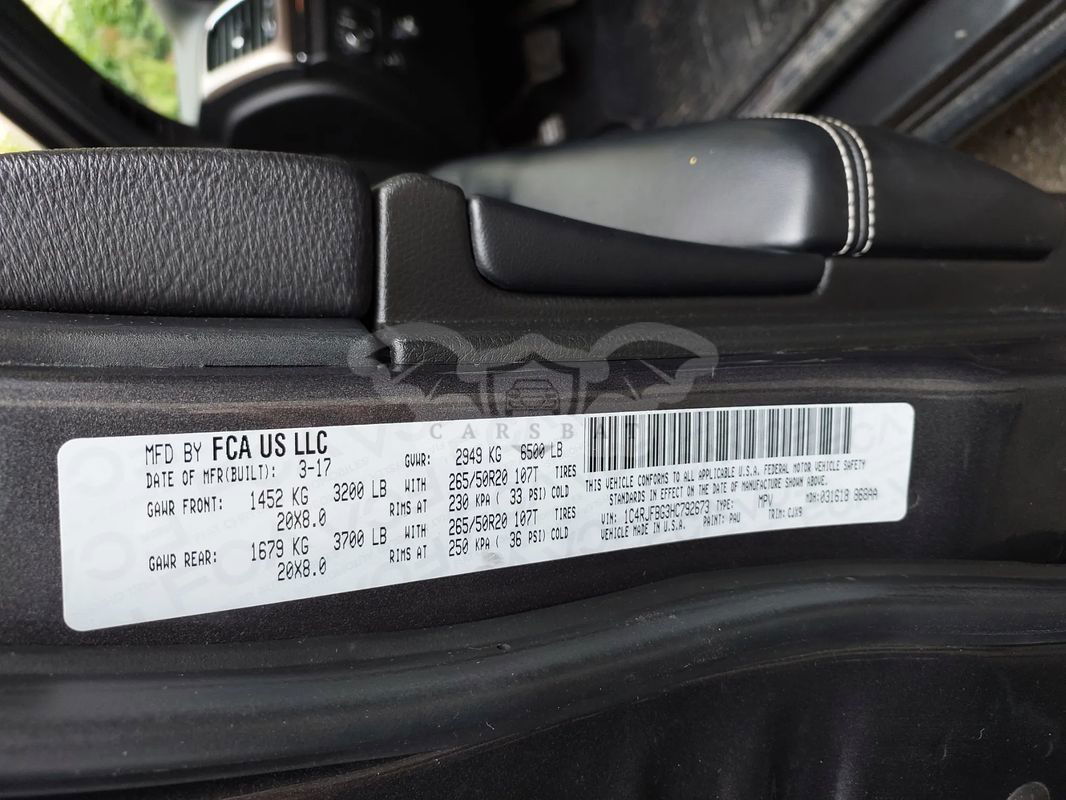 MFD BY FCA US LLC
DATE OF MFR(BUILT): 3-17
GVWR: 2949 KG 6500 LB
GAWR FRONT: 1452 KG 3200 LB WITH 265/50R20 107T TIRES
20X8.0 RIMS AT 230 KPA ( 33 PSI) COLD
GAWR REAR: 1679 KG 3700 LB WITH 265/50R20 107T TIRES
20X8.0 RIMS AT 250 KPA ( 36 PSI) COLD
THIS VEHICLE CONFORMS TO ALL APPLICABLE U.S.A. FEDERAL MOTOR VEHICLE SAFETY
STANDARDS IN EFFECT ON THE DATE OF MANUFACTURE SHOWN ABOVE.
VIN: 1C4RJFBG3HC792673 TYPE: MPV MDH:031618
VEHICLE MADE IN U.S.A. PAINT: PAU TRIM: CJX9
CARSBAT